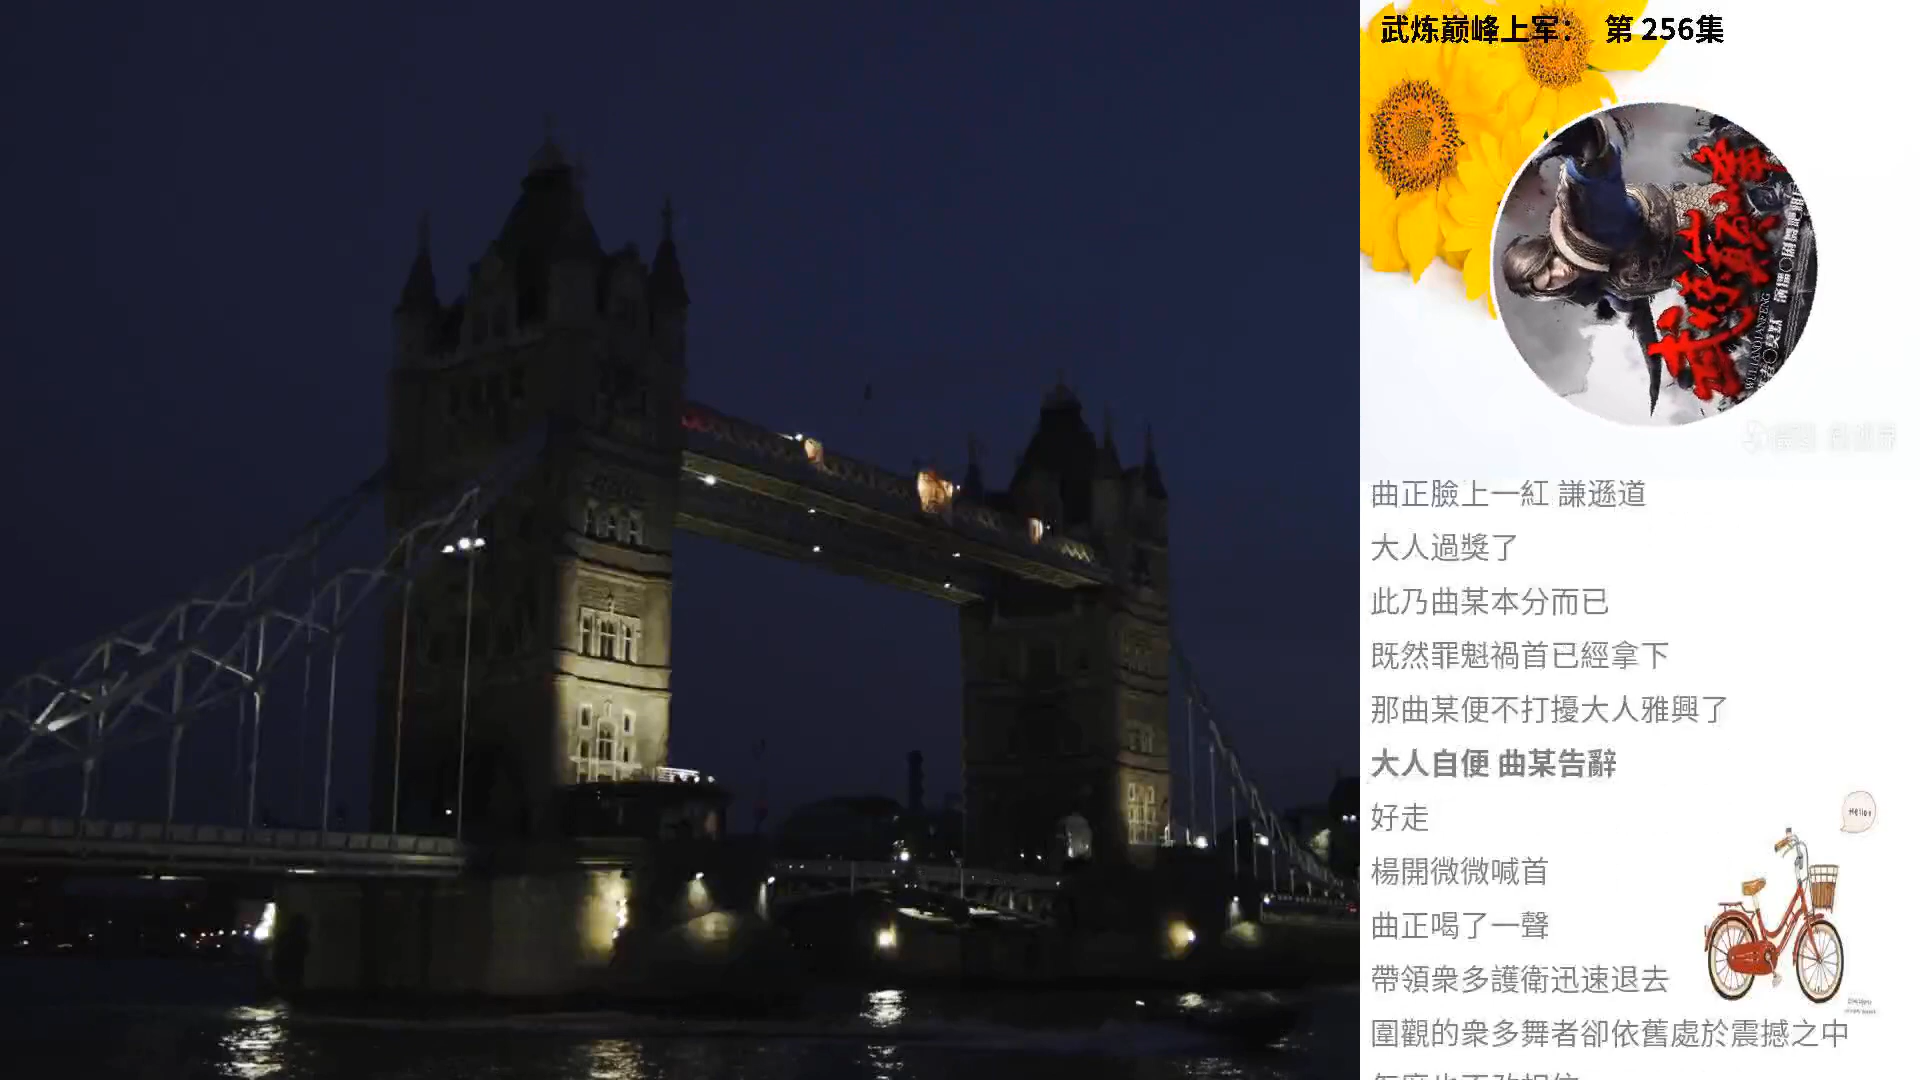 武炼巅峰上军： 第 256集
WULIANDIANFENG
曲正臉上一紅 謙遜道
大人過獎了
此乃曲某本分而已
既然罪魁禍首已經拿下
那曲某便不打擾大人雅興了
大人自便 曲某告辭
好走
楊開微微喊首
曲正喝了一聲
帶領衆多護衛迅速退去
圍觀的衆多舞者卻依舊處於震撼之中
Hello!